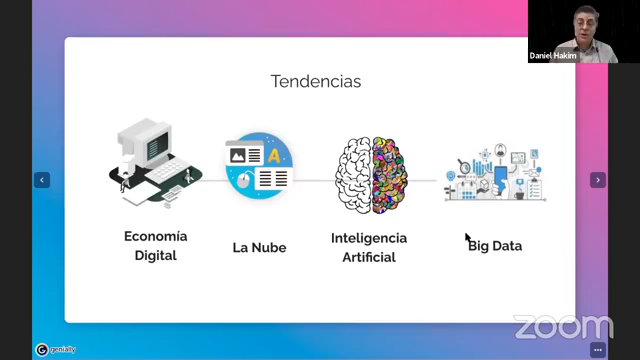 Daniel Hakim
Tendencias
A
Economía
Digital
La Nube
Inteligencia
Artificial
Big Data
zoom
genially